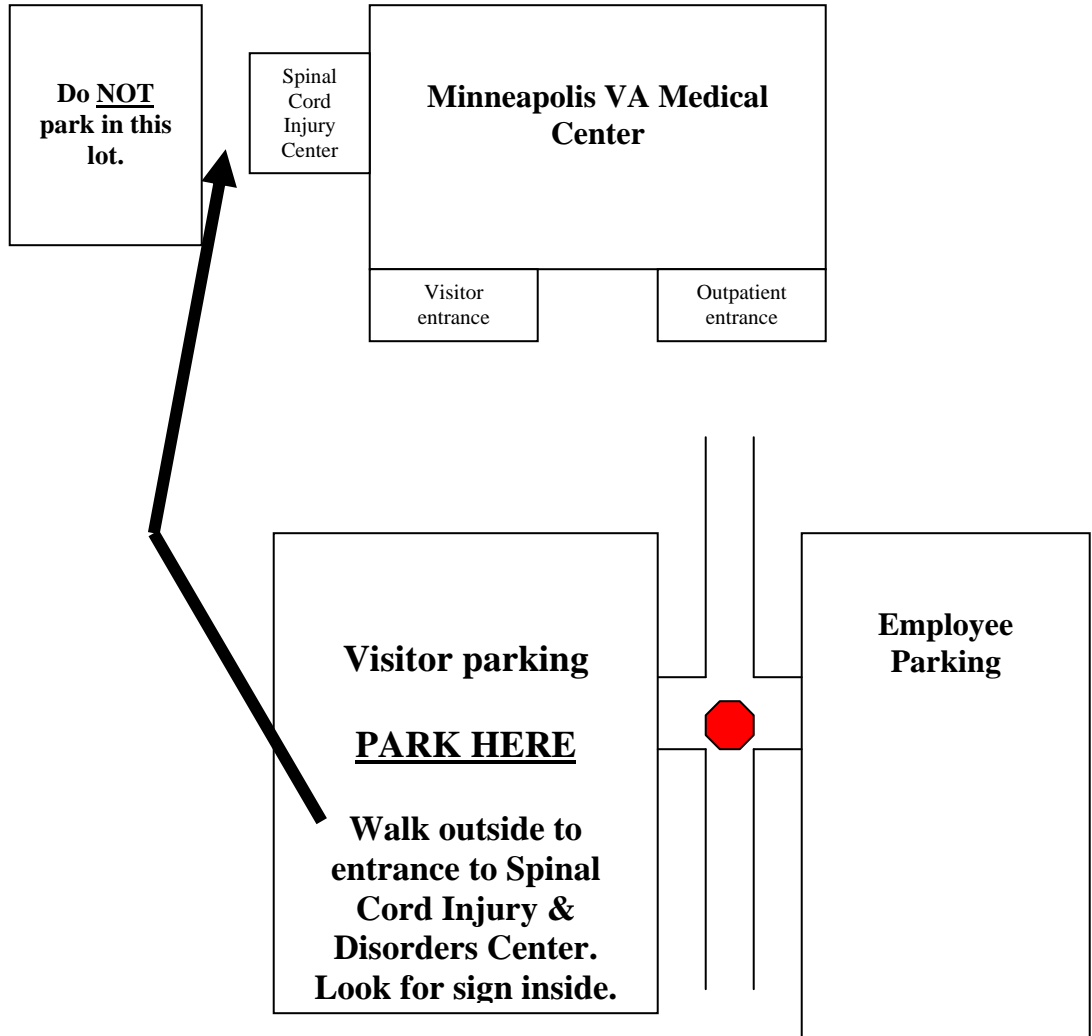 Do NOT
park in this
lot.
Spinal
Cord
Injury
Center
Minneapolis VA Medical
Center
Visitor
entrance
Outpatient
entrance
Visitor parking
PARK HERE
Walk outside to
entrance to Spinal
Cord Injury &
Disorders Center.
Look for sign inside.
Employee
Parking